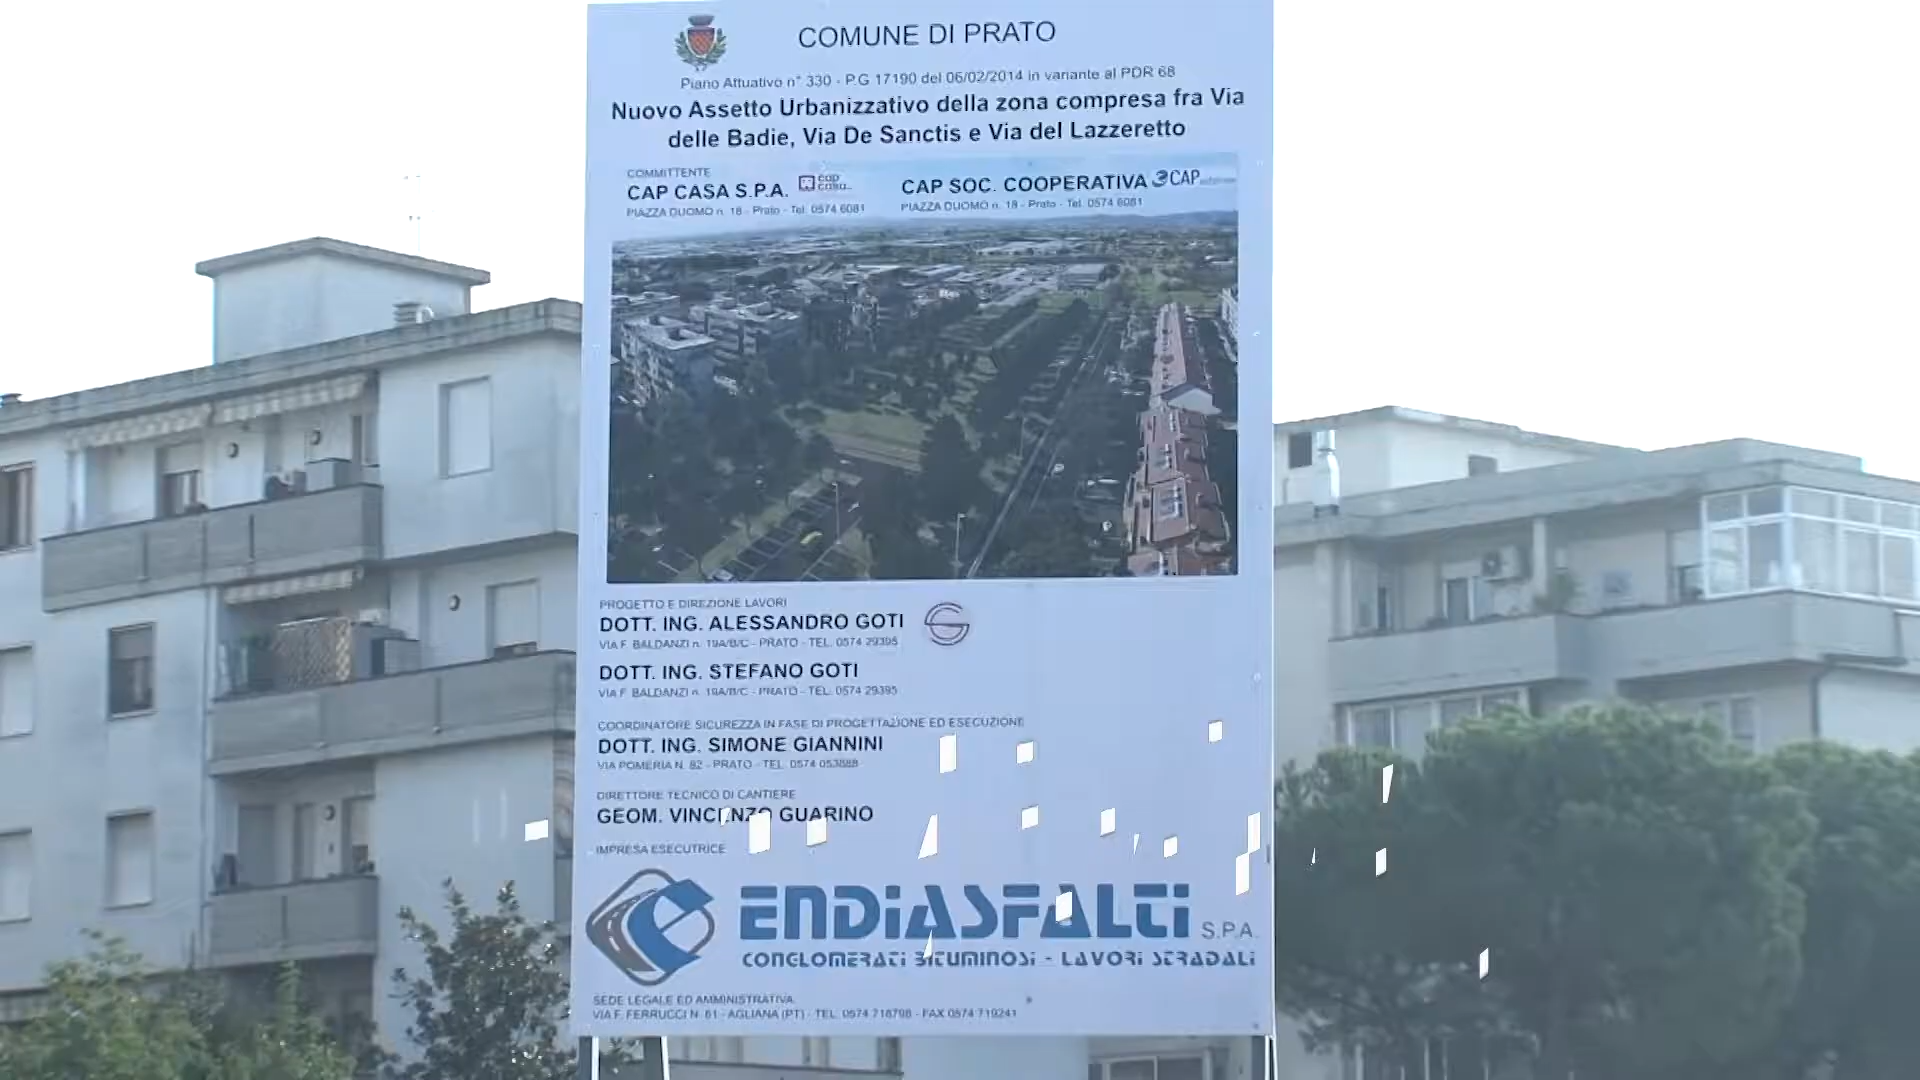 COMUNE DI PRATO
Piano Attuativo n° 330 - P.G 17190 del 06/02/2014 in variante al PDR 68
Nuovo Assetto Urbanizzativo della zona compresa fra Via
delle Badie, Via De Sanctis e Via del Lazzeretto
COMMITTENTE
CAP CASA S.P.A. cap casa
PIAZZA DUOMO n. 18 - Prato - Tel. 0574 6081
CAP SOC. COOPERATIVA CAP
PIAZZA DUOMO n. 18 - Prato - Tel. 0574 6081
PROGETTO E DIREZIONE LAVORI
DOTT. ING. ALESSANDRO GOTI
VIA F. BALDANZI n. 19A/B/C - PRATO - TEL. 0574 29395
DOTT. ING. STEFANO GOTI
VIA F. BALDANZI n. 19A/B/C - PRATO - TEL. 0574 29395
COORDINATORE SICUREZZA IN FASE DI PROGETTAZIONE ED ESECUZIONE
DOTT. ING. SIMONE GIANNINI
VIA POMERIA N. 82 - PRATO - TEL. 0574
DIRETTORE TECNICO DI CANTIERE
GEOM. VINCENZO GUARINO
IMPRESA ESECUTRICE
ENDIASFALTI S.P.A.
CONGLOMERATI BITUMINOSI - LAVORI STRADALI
SEDE LEGALE ED AMMINISTRATIVA
VIA F. FERRUCCI N. 61 - AGLIANA (PT) - TEL. 0574 718798 - FAX 0574 719241